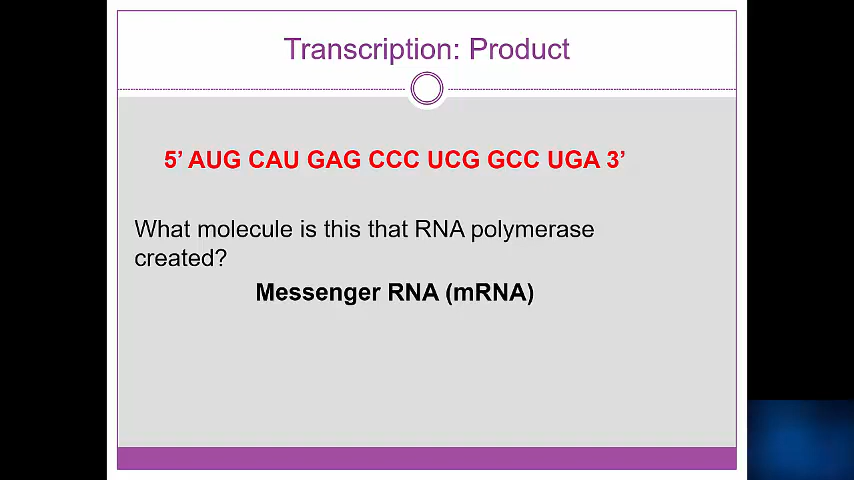 Transcription: Product
5’ AUG CAU GAG CCC UCG GCC UGA 3’
What molecule is this that RNA polymerase
created?
Messenger RNA (mRNA)